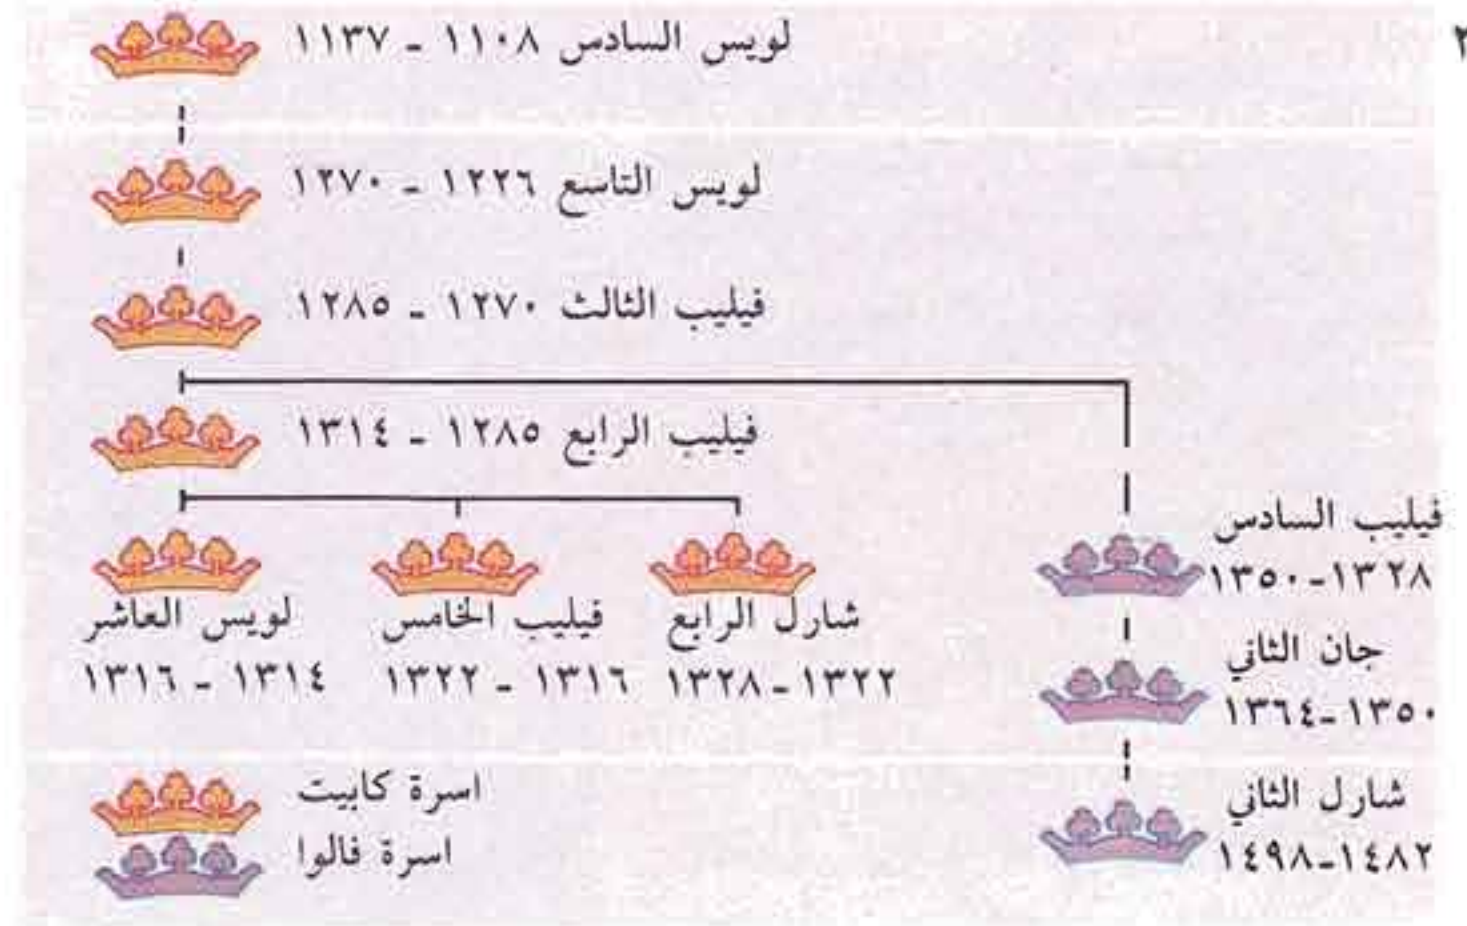 ٢
لويس السادس ١١٠٨ - ١١٣٧
لويس التاسع ١٢٢٦ - ١٢٧٠
فيليب الثالث ١٢٧٠ - ١٢٨٥
فيليب الرابع ١٢٨٥ - ١٣١٤
فيليب السادس
١٣٢٨-١٣٥٠
شارل الرابع
١٣٢٢-١٣٢٨
فيليب الخامس
١٣١٦ - ١٣٢٢
لويس العاشر
١٣١٤ - ١٣١٦
جان الثاني
١٣٥٠-١٣٦٤
شارل الثاني
١٤٨٢-١٤٩٨
اسرة كابيت
اسرة فالوا